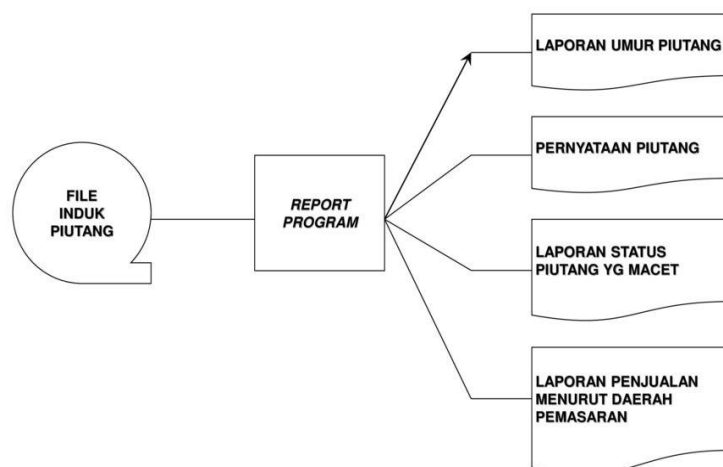 FILE
INDUK
PIUTANG
REPORT
PROGRAM
LAPORAN UMUR PIUTANG
PERNYATAAN PIUTANG
LAPORAN STATUS
PIUTANG YG MACET
LAPORAN PENJUALAN
MENURUT DAERAH
PEMASARAN